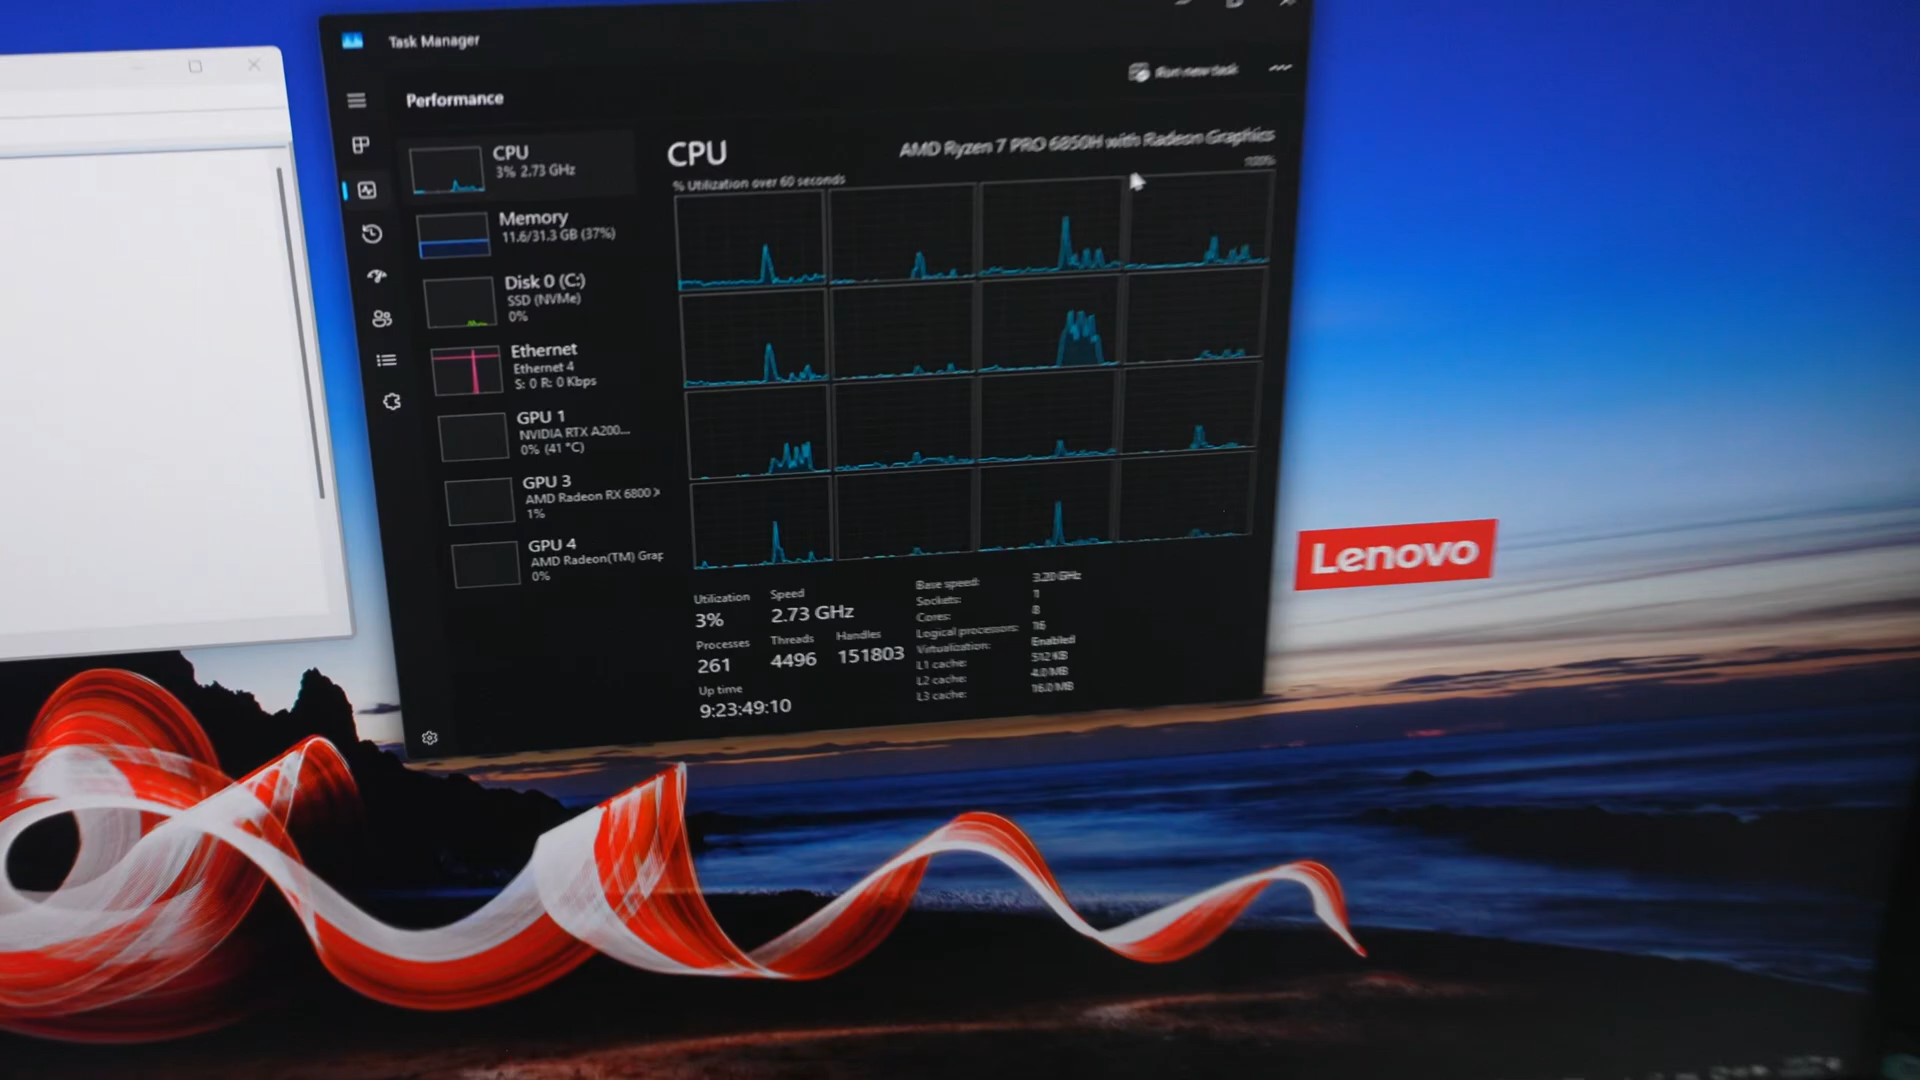 Task Manager
Run new task
Performance
CPU
3% 2.73 GHz
Memory
11.6/31.3 GB (37%)
Disk 0 (C:)
SSD (NVMe)
0%
Ethernet
Ethernet 4
S: 0 R: 0 Kbps
GPU 1
NVIDIA RTX A200...
0% (41 °C)
GPU 3
AMD Radeon RX 6800 X
1%
GPU 4
AMD Radeon(TM) Grap
0%
CPU
AMD Ryzen 7 PRO 6850H with Radeon Graphics
% Utilization over 60 seconds
100%
Utilization
3%
Speed
2.73 GHz
Processes
261
Threads
4496
Handles
151803
Up time
9:23:49:10
Base speed: 3.20 GHz
Sockets: 1
Cores: 8
Logical processors: 16
Virtualization: Enabled
L1 cache: 512 KB
L2 cache: 4.0 MB
L3 cache: 16.0 MB
Lenovo